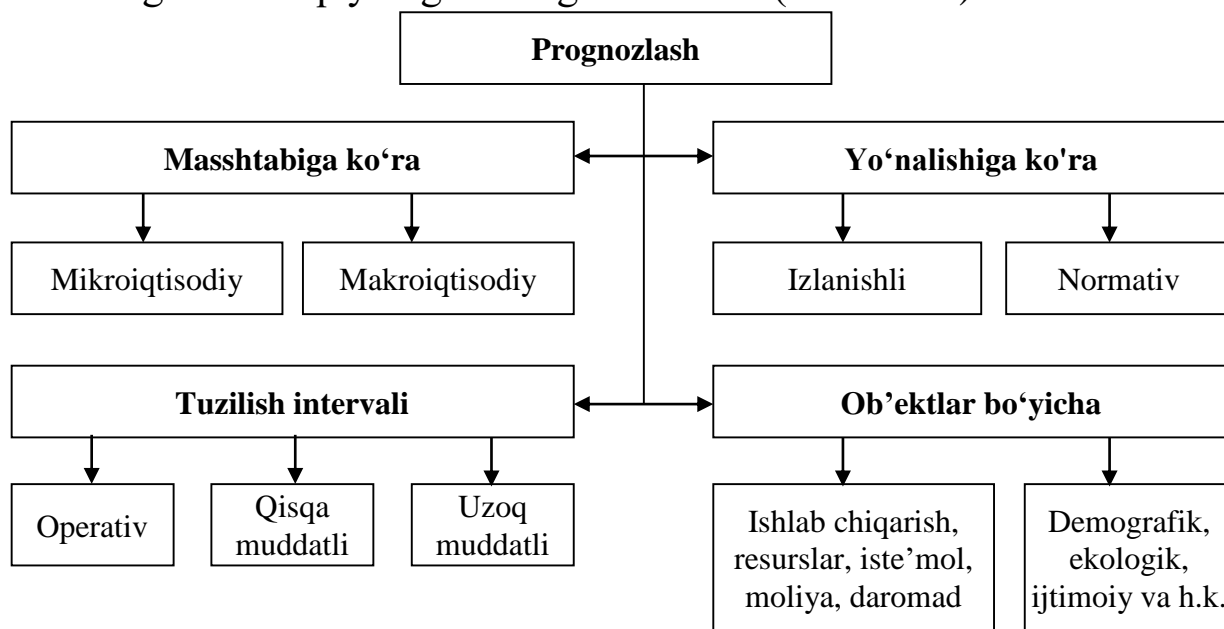 Prognozlash
Masshtabiga ko‘ra
Yo‘nalishiga ko'ra
Mikroiqtisodiy
Makroiqtisodiy
Izlanishli
Normativ
Tuzilish intervali
Ob’ektlar bo‘yicha
Operativ
Qisqa
muddatli
Uzoq
muddatli
Ishlab chiqarish,
resurslar, iste’mol,
moliya, daromad
Demografik,
ekologik,
ijtimoiy va h.k.